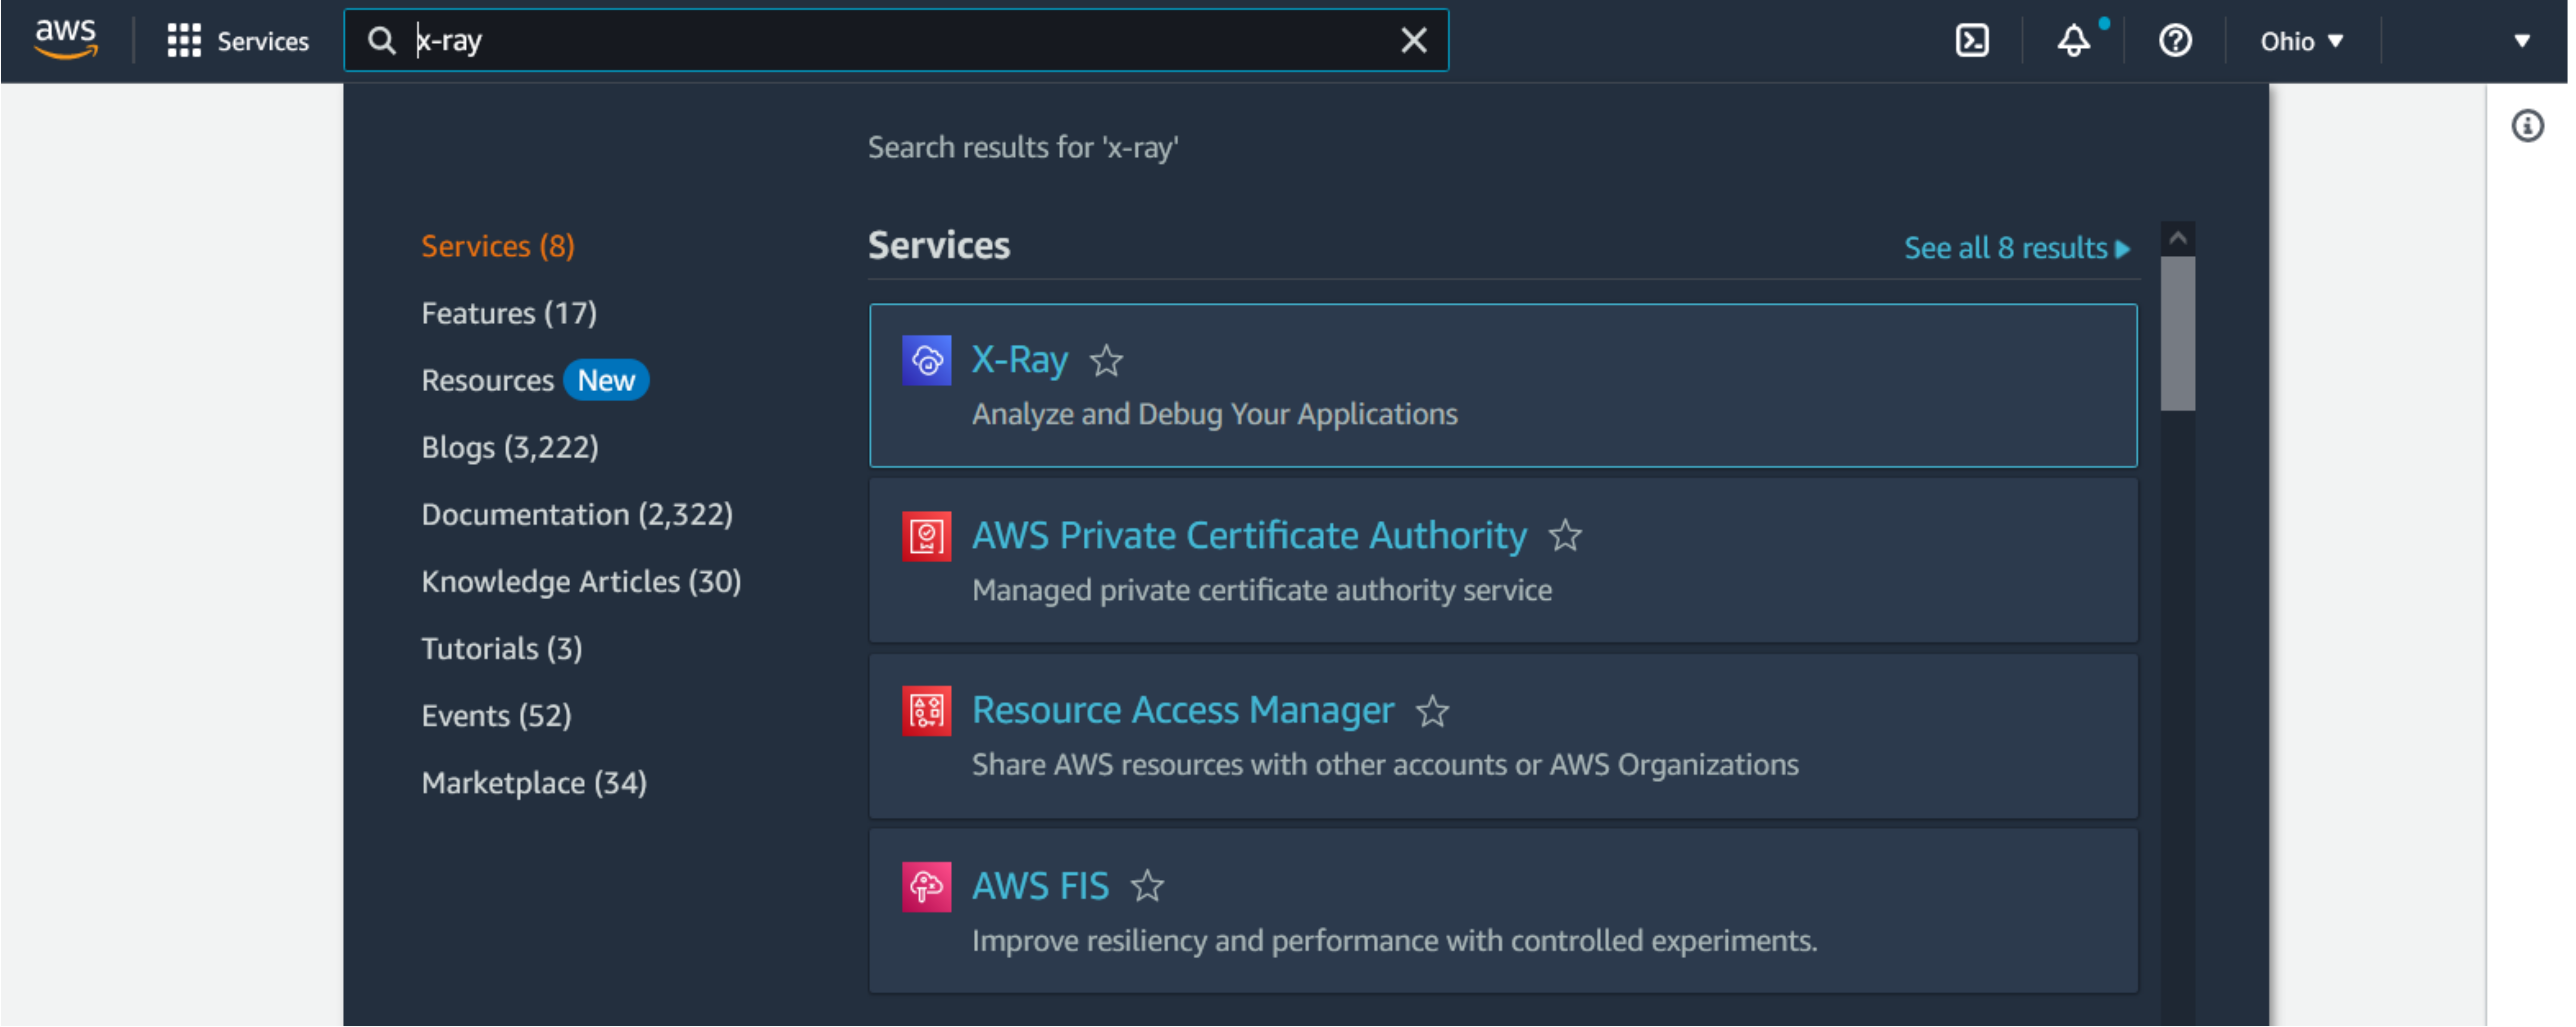 aws
Services
x-ray
Ohio
Search results for 'x-ray'
Services (8)
Features (17)
Resources New
Blogs (3,222)
Documentation (2,322)
Knowledge Articles (30)
Tutorials (3)
Events (52)
Marketplace (34)
Services
See all 8 results
X-Ray
Analyze and Debug Your Applications
AWS Private Certificate Authority
Managed private certificate authority service
Resource Access Manager
Share AWS resources with other accounts or AWS Organizations
AWS FIS
Improve resiliency and performance with controlled experiments.